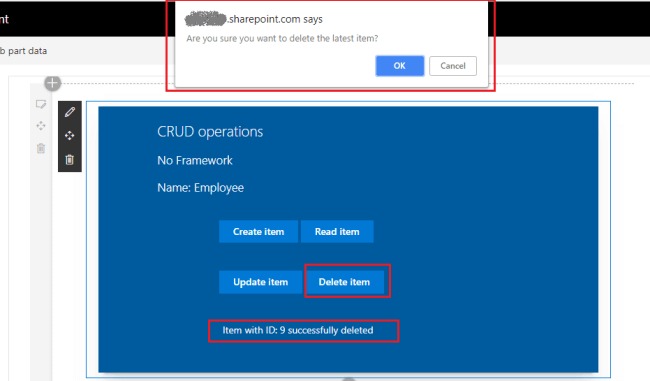 nt
.sharepoint.com says
Are you sure you want to delete the latest item?
OK Cancel
b part data
CRUD operations
No Framework
Name: Employee
Create item Read item
Update item Delete item
Item with ID: 9 successfully deleted